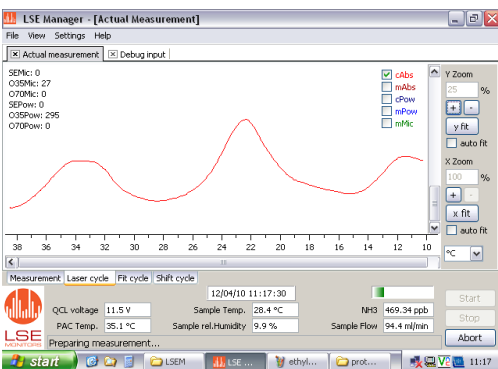 LSE Manager - [Actual Measurement]
File View Settings Help
Actual measurement Debug input
SEMic: 0
O35Mic: 27
O70Mic: 0
SEPow: 0
O35Pow: 295
O70Pow: 0
cAbs
mAbs
cPow
mPow
mMic
Y Zoom
25 %
+ -
y fit
auto fit
X Zoom
100 %
+ -
x fit
auto fit
38 36 34 32 30 28 26 24 22 20 18 16 14 12 10
°C
Measurement Laser cycle Fit cycle Shift cycle
12/04/10 11:17:30
Start
QCL voltage 11.5 V Sample Temp. 28.4 °C NH3 469.34 ppb
Stop
PAC Temp. 35.1 °C Sample rel.Humidity 9.9 % Sample Flow 94.4 ml/min
LSE
MONITORS
Preparing measurement...
Abort
start LSEM LSE ... ethyl... prot... 11:17